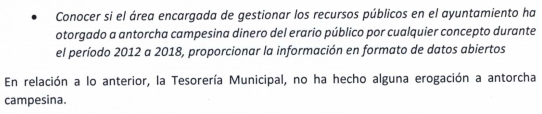 • Conocer si el área encargada de gestionar los recursos públicos en el ayuntamiento ha
otorgado a antorcha campesina dinero del erario público por cualquier concepto durante
el período 2012 a 2018, proporcionar la información en formato de datos abiertos
En relación a lo anterior, la Tesorería Municipal, no ha hecho alguna erogación a antorcha
campesina.